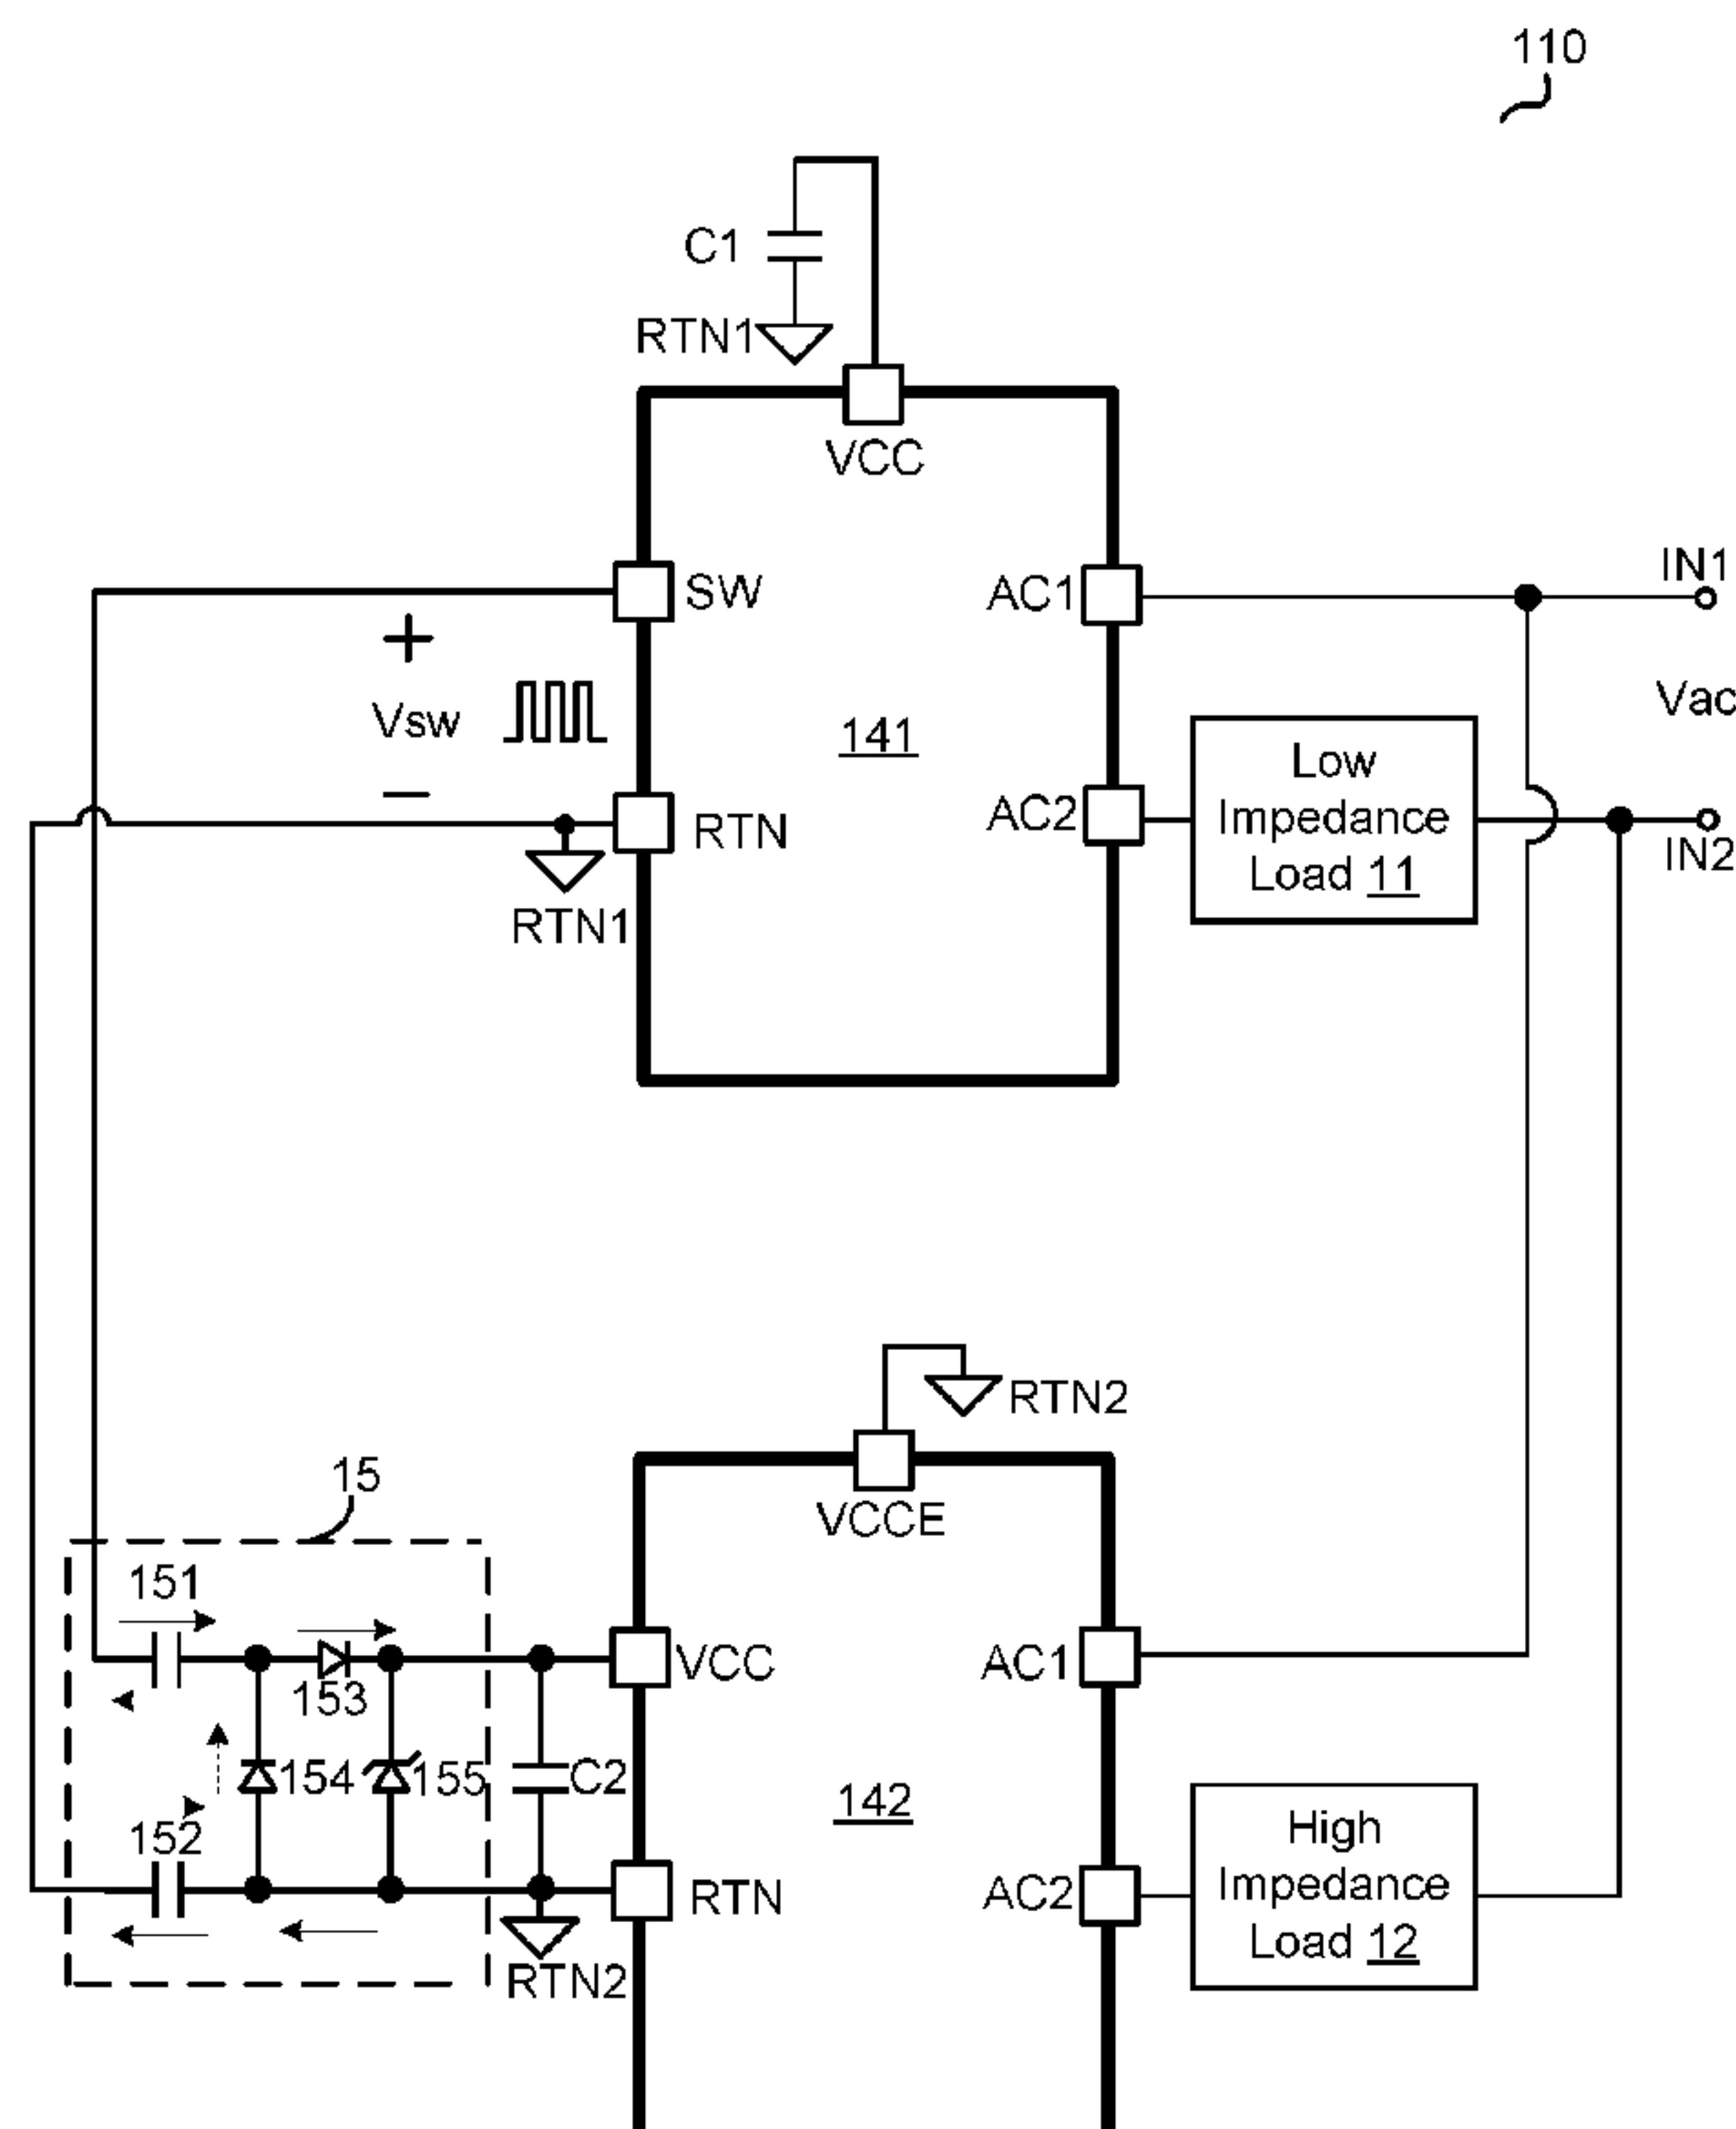 110
C1
RTN1
VCC
IN1
SW
AC1
+
Vac
Vsw
141
Low
Impedance
Load 11
AC2
RTN
IN2
RTN1
RTN2
15
VCCE
151
VCC
AC1
153
154
155
C2
142
High
Impedance
Load 12
152
RTN
AC2
RTN2